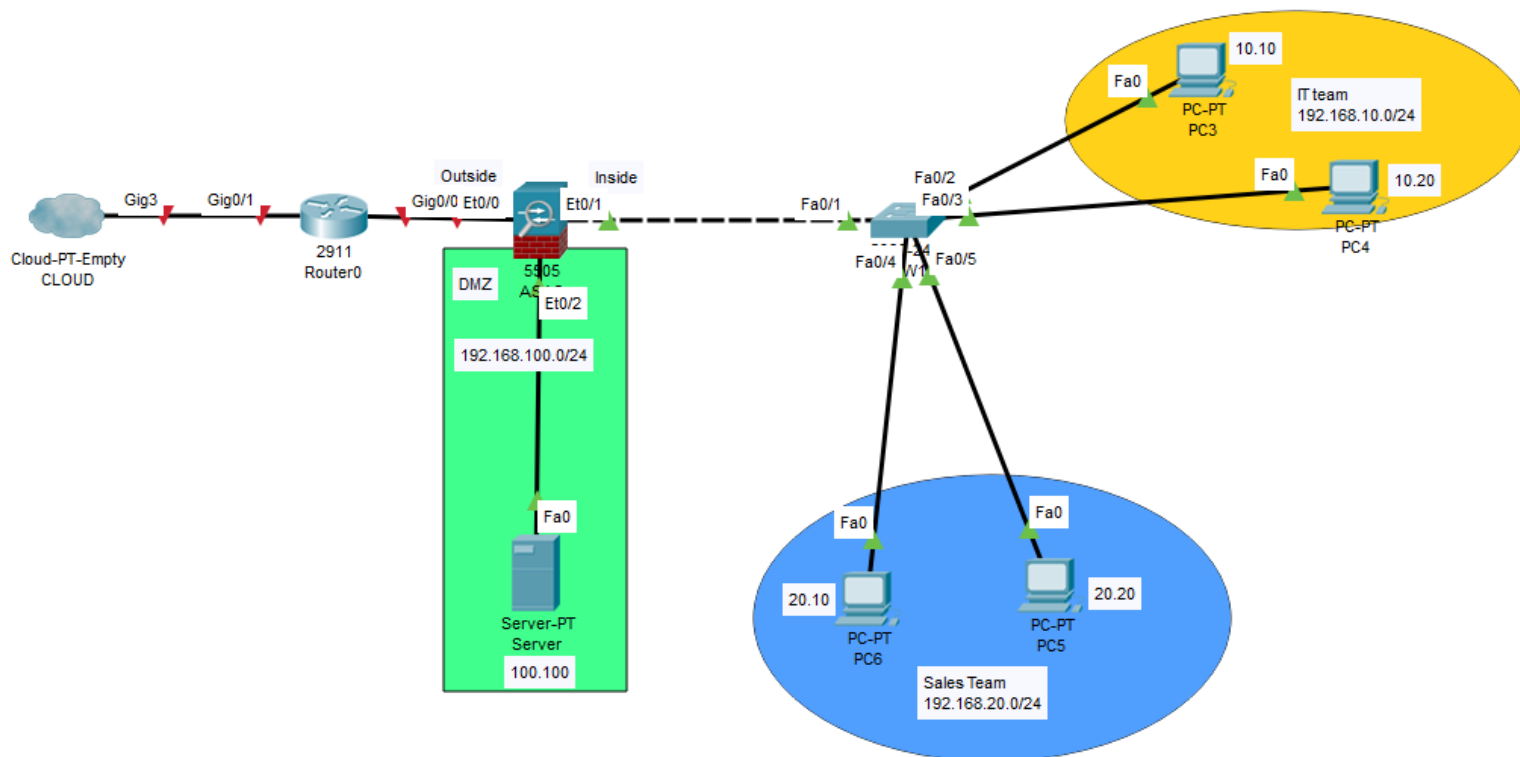 10.10
Fa0
IT team
192.168.10.0/24
PC-PT
PC3
Fa0
10.20
PC-PT
PC4
Outside
Inside
Fa0/2
Fa0/3
Gig3
Gig0/1
Gig0/0
Et0/0
Et0/1
Fa0/1
Cloud-PT-Empty
CLOUD
2911
Router0
5505
Fa0/4
Fa0/5
DMZ
Et0/2
192.168.100.0/24
Fa0
Server-PT
Server
100.100
Fa0
Fa0
20.10
20.20
PC-PT
PC6
PC-PT
PC5
Sales Team
192.168.20.0/24